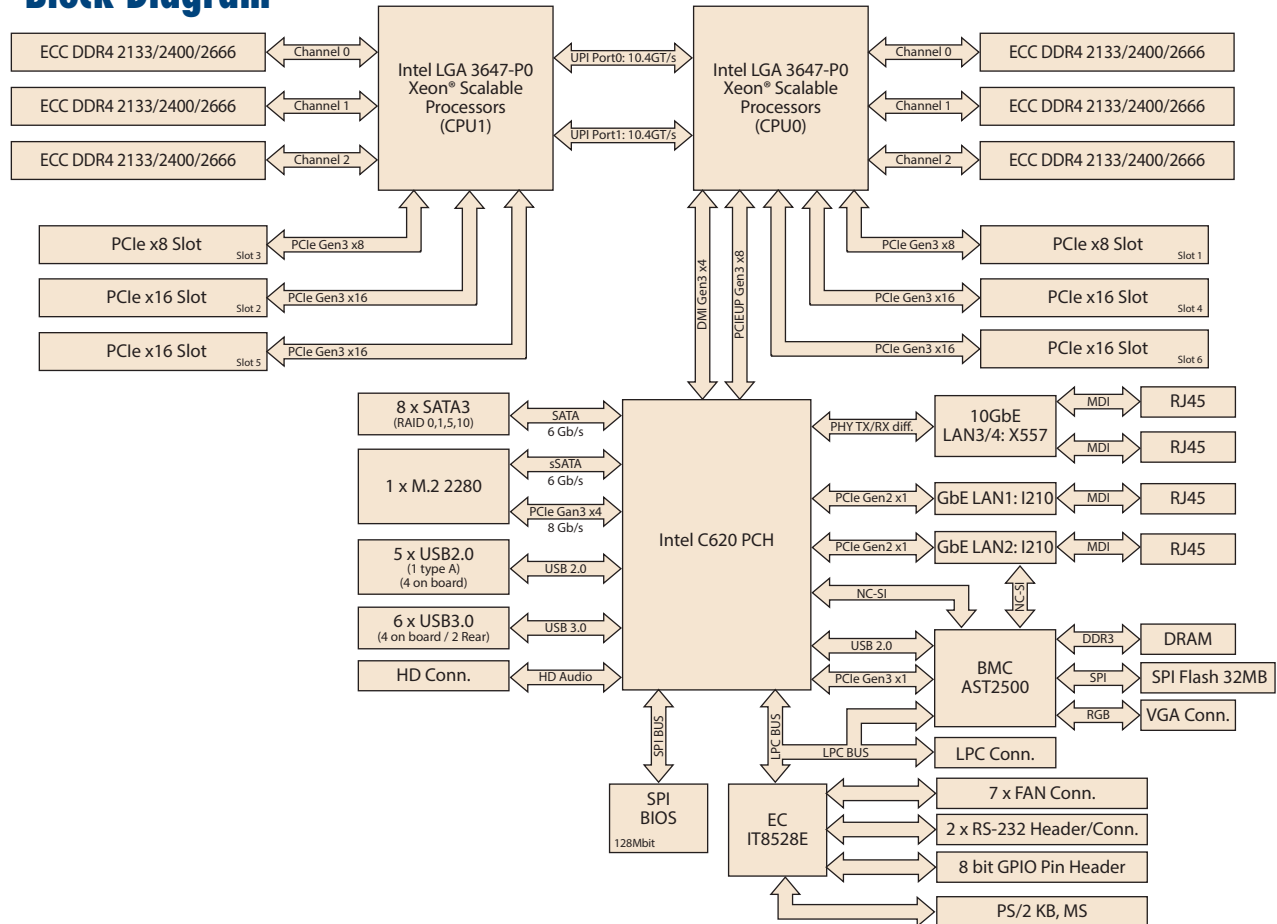 Block Diagram
ECC DDR4 2133/2400/2666
Channel 0
ECC DDR4 2133/2400/2666
Channel 1
ECC DDR4 2133/2400/2666
Channel 2
Intel LGA 3647-P0
Xeon® Scalable
Processors
(CPU1)
UPI Port0: 10.4GT/s
UPI Port1: 10.4GT/s
Intel LGA 3647-P0
Xeon® Scalable
Processors
(CPU0)
Channel 0
ECC DDR4 2133/2400/2666
Channel 1
ECC DDR4 2133/2400/2666
Channel 2
ECC DDR4 2133/2400/2666
PCIe x8 Slot
Slot 3
PCIe Gen3 x8
PCIe x16 Slot
Slot 2
PCIe Gen3 x16
PCIe x16 Slot
Slot 5
PCIe Gen3 x16
DMI Gen3 x4
PCIEUP Gen3 x8
PCIe Gen3 x8
PCIe x8 Slot
Slot 1
PCIe Gen3 x16
PCIe x16 Slot
Slot 4
PCIe Gen3 x16
PCIe x16 Slot
Slot 6
8 x SATA3
(RAID 0,1,5,10)
SATA
6 Gb/s
1 x M.2 2280
sSATA
6 Gb/s
PCIe Gan3 x4
8 Gb/s
5 x USB2.0
(1 type A)
(4 on board)
USB 2.0
6 x USB3.0
(4 on board / 2 Rear)
USB 3.0
HD Conn.
HD Audio
Intel C620 PCH
PHY TX/RX diff.
10GbE
LAN3/4: X557
MDI
RJ45
MDI
RJ45
PCIe Gen2 x1
GbE LAN1: I210
MDI
RJ45
PCIe Gen2 x1
GbE LAN2: I210
MDI
RJ45
NC-SI
NC-SI
USB 2.0
PCIe Gen3 x1
BMC
AST2500
DDR3
DRAM
SPI
SPI Flash 32MB
RGB
VGA Conn.
SPI BUS
LPC BUS
LPC BUS
LPC Conn.
SPI
BIOS
128Mbit
EC
IT8528E
7 x FAN Conn.
2 x RS-232 Header/Conn.
8 bit GPIO Pin Header
PS/2 KB, MS